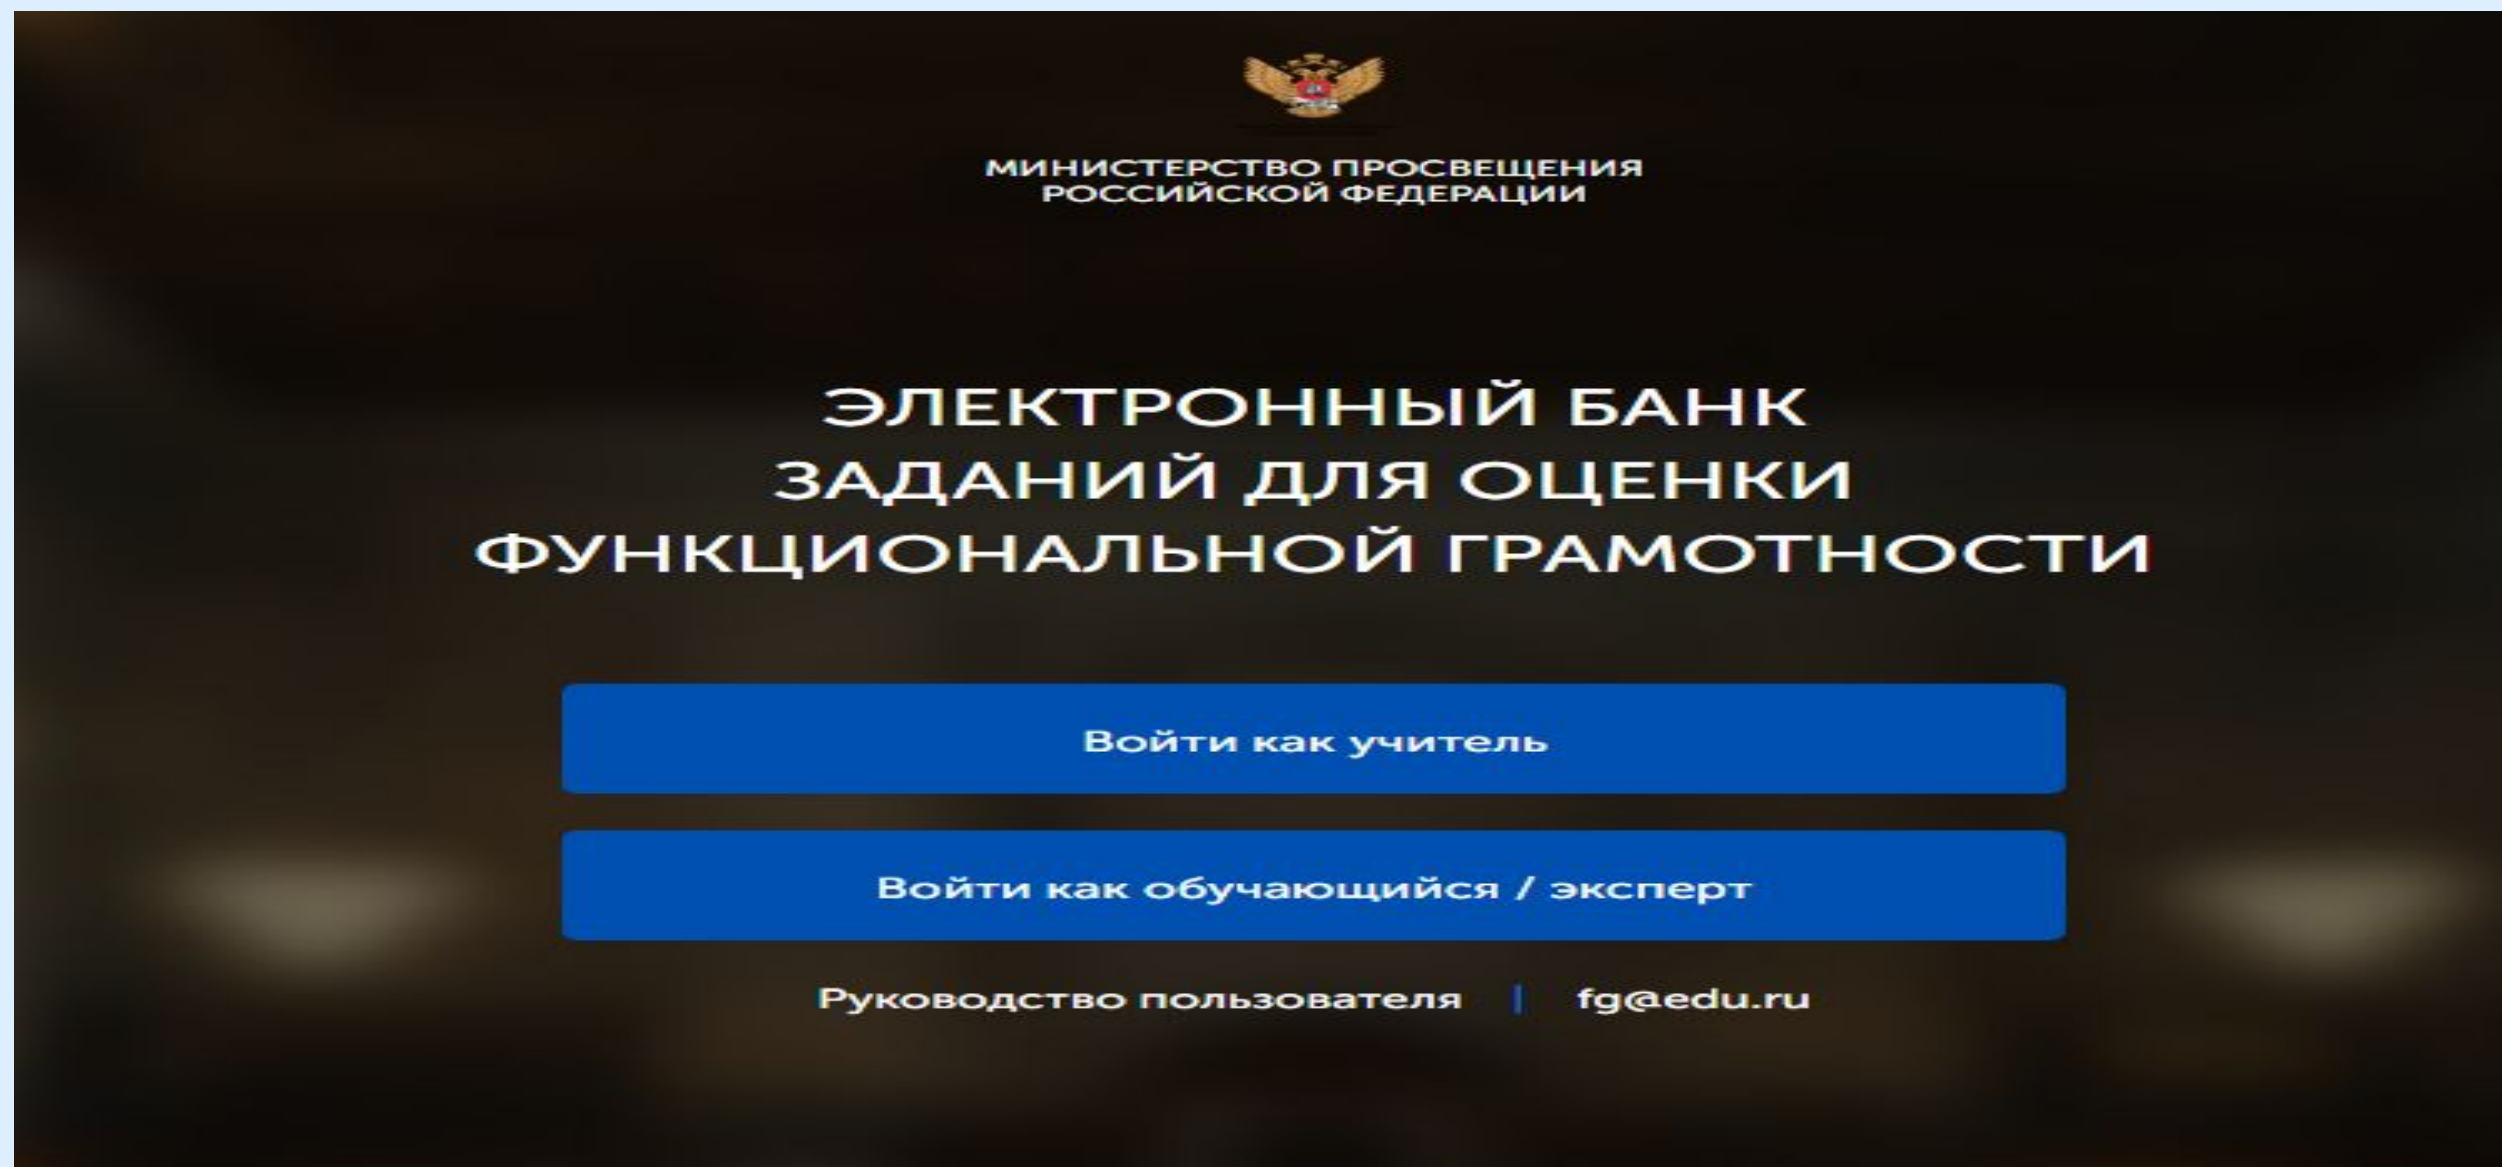 МИНИСТЕРСТВО ПРОСВЕЩЕНИЯ
РОССИЙСКОЙ ФЕДЕРАЦИИ
ЭЛЕКТРОННЫЙ БАНК
ЗАДАНИЙ ДЛЯ ОЦЕНКИ
ФУНКЦИОНАЛЬНОЙ ГРАМОТНОСТИ
Войти как учитель
Войти как обучающийся / эксперт
Руководство пользователя | fg@edu.ru